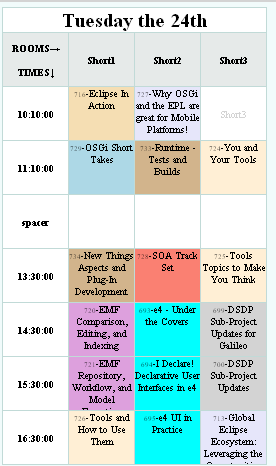 Tuesday the 24th
ROOMS→
TIMES↓
Short1
Short2
Short3
10:10:00
716-Eclipse In
Action
727-Why OSGi
and the EPL are
great for Mobile
Platforms!
Short3
11:10:00
729-OSGi Short
Takes
733-Runtime -
Tests and
Builds
724-You and
Your Tools
spacer
13:30:00
734-New Things
Aspects and
Plug-In
Development
728-SOA Track
Set
725-Tools
Topics to Make
You Think
14:30:00
720-EMF
Comparison,
Editing, and
Indexing
693-e4 - Under
the Covers
699-DSDP
Sub-Project
Updates for
Galileo
15:30:00
721-EMF
Repository,
Workflow, and
Model
694-I Declare!
Declarative User
Interfaces in e4
700-DSDP
Sub-Project
Updates
16:30:00
726-Tools and
How to Use
Them
695-e4 UI in
Practice
713-Global
Eclipse
Ecosystem:
Leveraging the